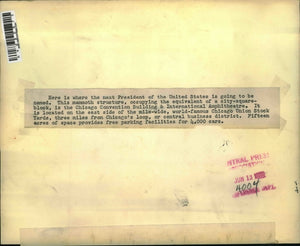 Here is where the next President of the United States is going to be
named. This mammoth structure, occupying the equivalent of a city-square-
block, is the Chicago Convention Building & International Amphitheatre. It
is located on the east side of the mile-wide, world-famous Chicago Union Stock
Yards, three miles from Chicago's loop, or central business district. Fifteen
acres of space provides free parking facilities for 4,000 cars.
NTRAL PRESS
JUN 13
4004